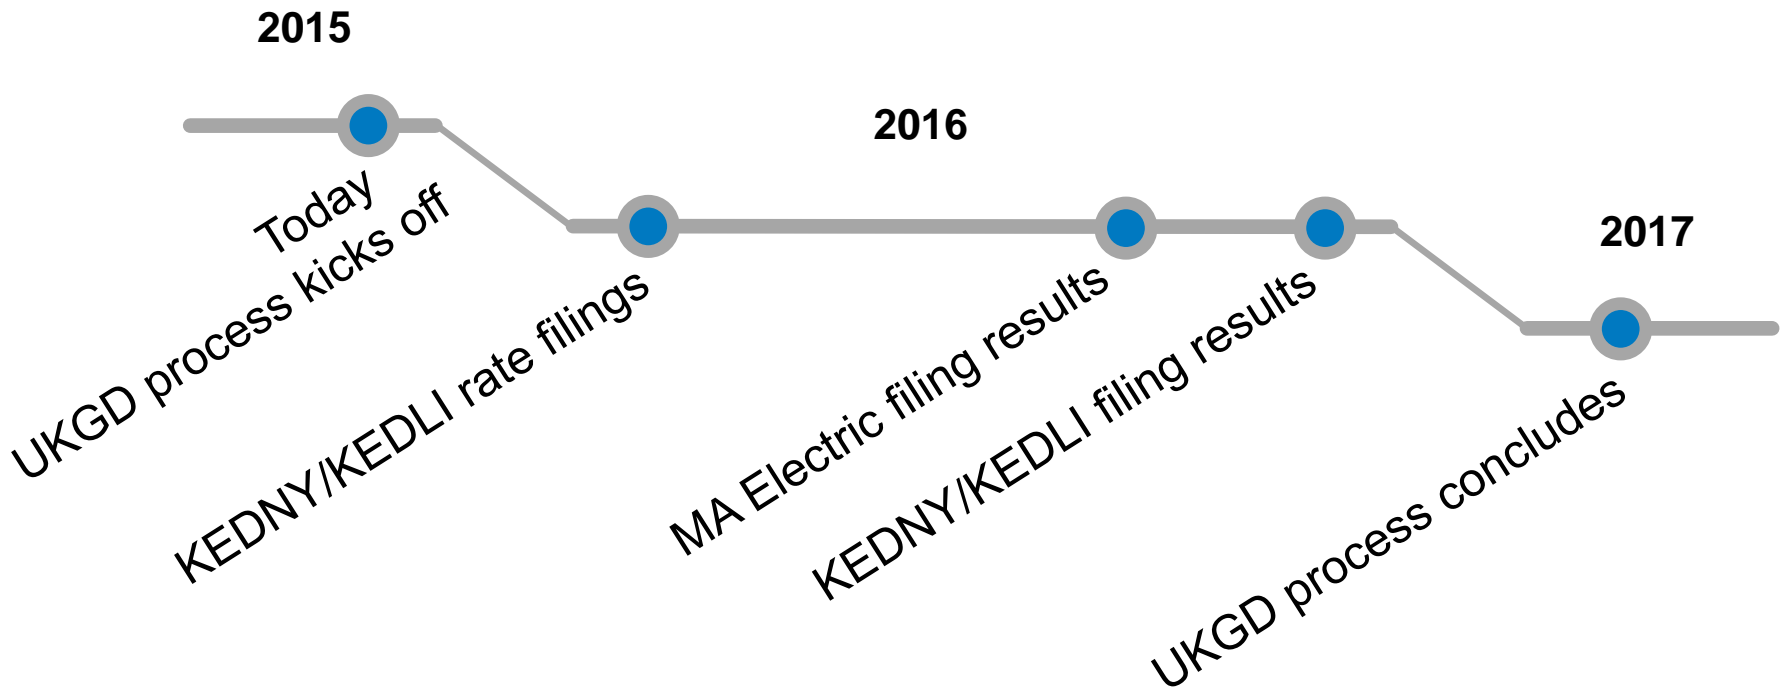 2015
Today
UKGD process kicks off
2016
KEDNY/KEDLI rate filings
MA Electric filing results
KEDNY/KEDLI filing results
2017
UKGD process concludes